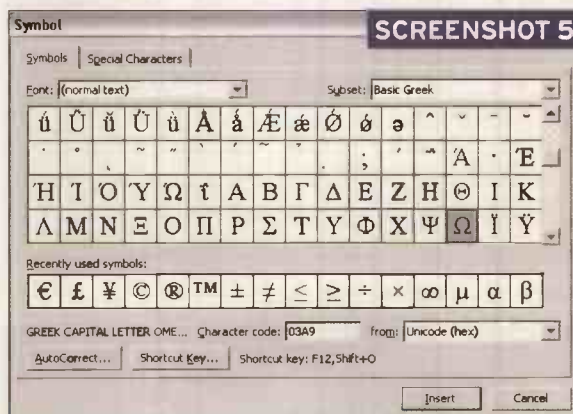 Symbol
SCREENSHOT 5
Symbols Special Characters
Font: (normal text) Subset: Basic Greek
ú Û ŭ Ü ù Å ǻ Ǽ ǽ Ǿ ǿ ə
; Ά · Έ
Ή Ί Ό Ύ Ώ ΐ Α Β Γ Δ Ε Ζ Η Θ Ι Κ
Λ Μ Ν Ξ Ο Π Ρ Σ Τ Υ Φ Χ Ψ Ω Ϊ Ϋ
Recently used symbols:
€ £ ¥ © ® ™ ± ≠ ≤ ≥ ÷ × ∞ µ α β
GREEK CAPITAL LETTER OME... Character code: 03A9 from: Unicode (hex)
AutoCorrect... Shortcut Key... Shortcut key: F12,Shift+O
Insert Cancel